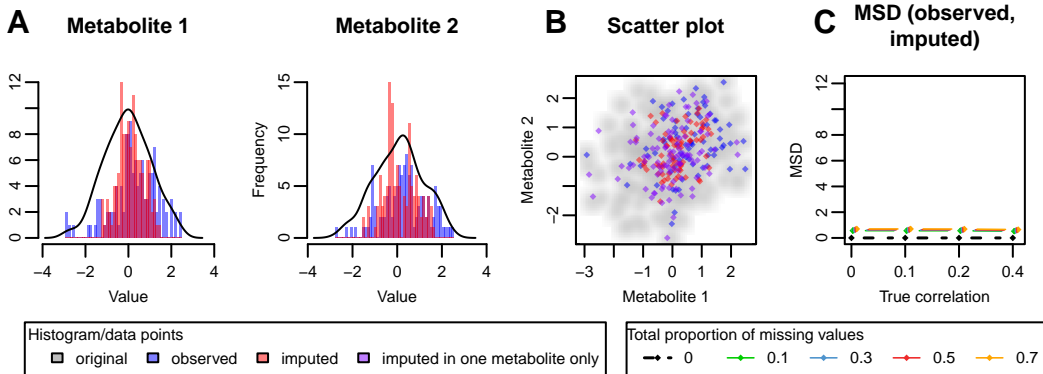 A
Metabolite 1
Metabolite 2
B
Scatter plot
C
MSD (observed,
imputed)
12
8
6
4
2
0
−4
−2
0
2
4
Value
Frequency
15
10
5
0
−4
−2
0
2
4
Value
Metabolite 2
2
1
0
−2
−3
−1
0
1
2
Metabolite 1
MSD
12
8
6
4
2
0
0
0.1
0.2
0.4
True correlation
Histogram/data points
original
observed
imputed
imputed in one metabolite only
Total proportion of missing values
0
0.1
0.3
0.5
0.7